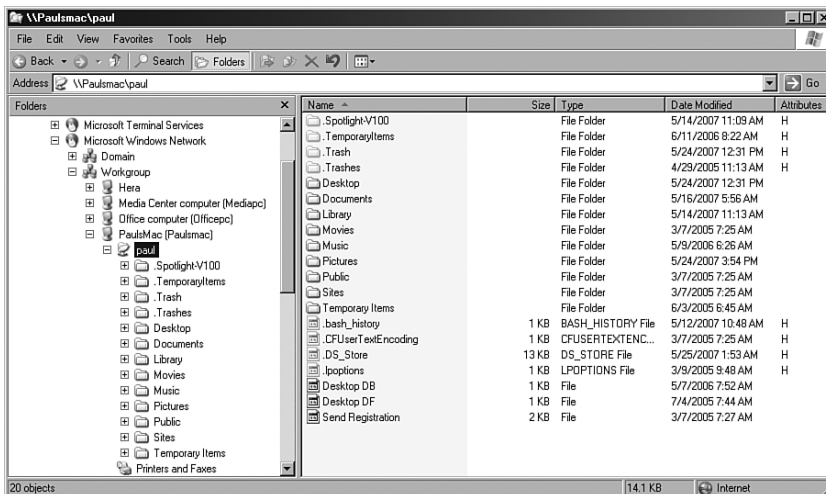 \\Paulsmac\paul
File Edit View Favorites Tools Help
Back Search Folders
Address \\Paulsmac\paul Go
Folders
Microsoft Terminal Services
Microsoft Windows Network
Domain
Workgroup
Hera
Media Center computer (Mediapc)
Office computer (Officepc)
PaulsMac (Paulsmac)
paul
.Spotlight-V100
.TemporaryItems
.Trash
.Trashes
Desktop
Documents
Library
Movies
Music
Pictures
Public
Sites
Temporary Items
Printers and Faxes
Name Size Type Date Modified Attributes
.Spotlight-V100 File Folder 5/14/2007 11:09 AM H
.TemporaryItems File Folder 6/11/2006 8:22 AM H
.Trash File Folder 5/24/2007 12:31 PM H
.Trashes File Folder 4/29/2005 11:13 AM H
Desktop File Folder 5/24/2007 12:31 PM
Documents File Folder 5/16/2007 5:56 AM
Library File Folder 5/14/2007 11:13 AM
Movies File Folder 3/7/2005 7:25 AM
Music File Folder 5/9/2006 6:26 AM
Pictures File Folder 5/24/2007 3:54 PM
Public File Folder 3/7/2005 7:25 AM
Sites File Folder 3/7/2005 7:25 AM
Temporary Items File Folder 6/3/2005 6:45 AM
.bash_history 1 KB BASH_HISTORY File 5/12/2007 10:48 AM H
.CFUserTextEncoding 1 KB CFUSERTEXTENC... 3/7/2005 7:25 AM H
.DS_Store 13 KB DS_STORE File 5/25/2007 1:53 AM H
.lpoptions 1 KB LPOPTIONS File 3/9/2005 9:48 AM H
Desktop DB 1 KB File 5/7/2006 7:52 AM
Desktop DF 1 KB File 7/4/2005 7:44 AM
Send Registration 2 KB File 3/7/2005 7:27 AM
20 objects 14.1 KB Internet